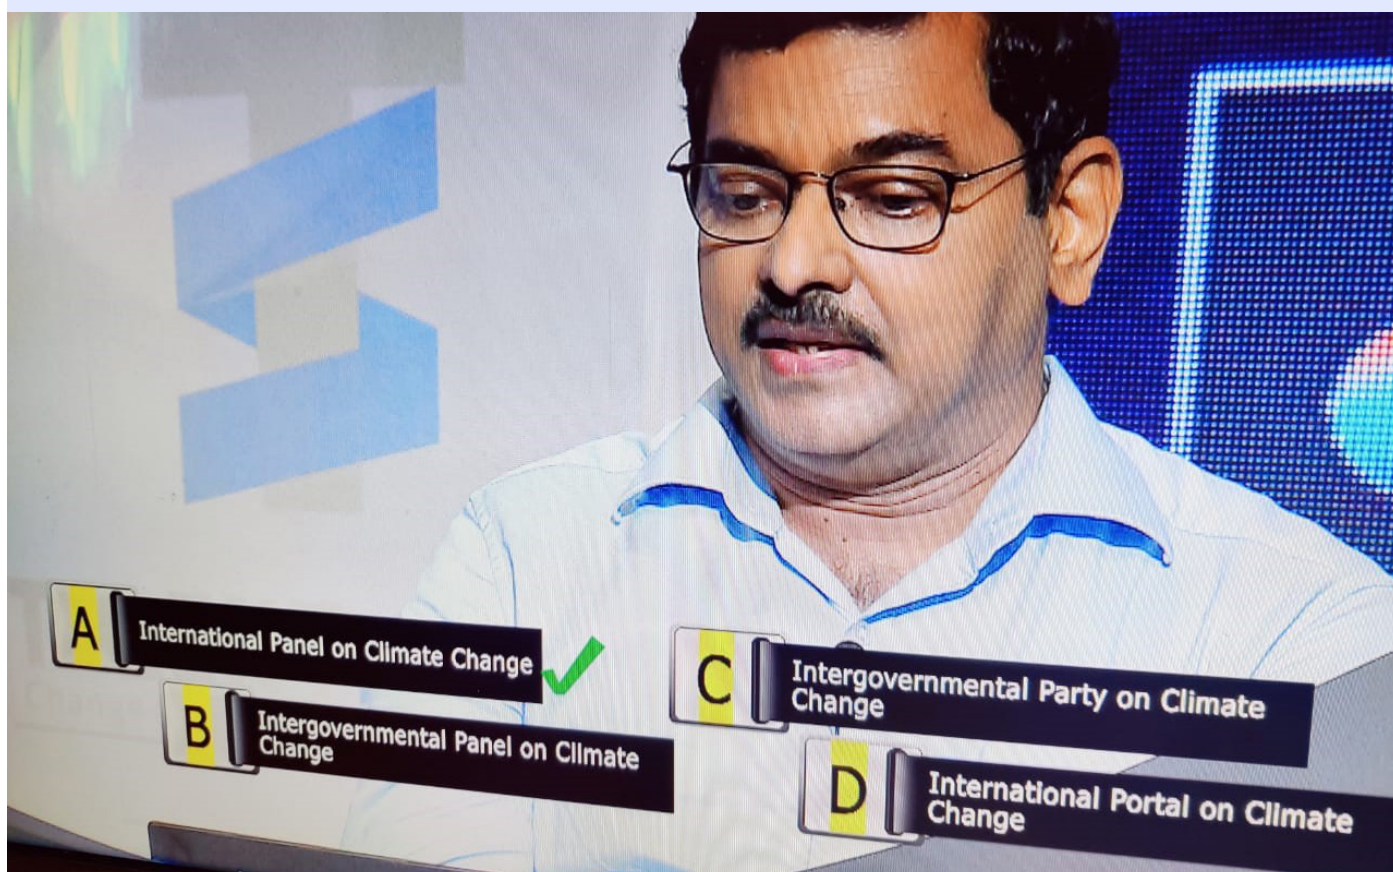 A
International Panel on Climate Change
B
Intergovernmental Panel on Climate
Change
C
Intergovernmental Party on Climate
Change
D
International Portal on Climate
Change